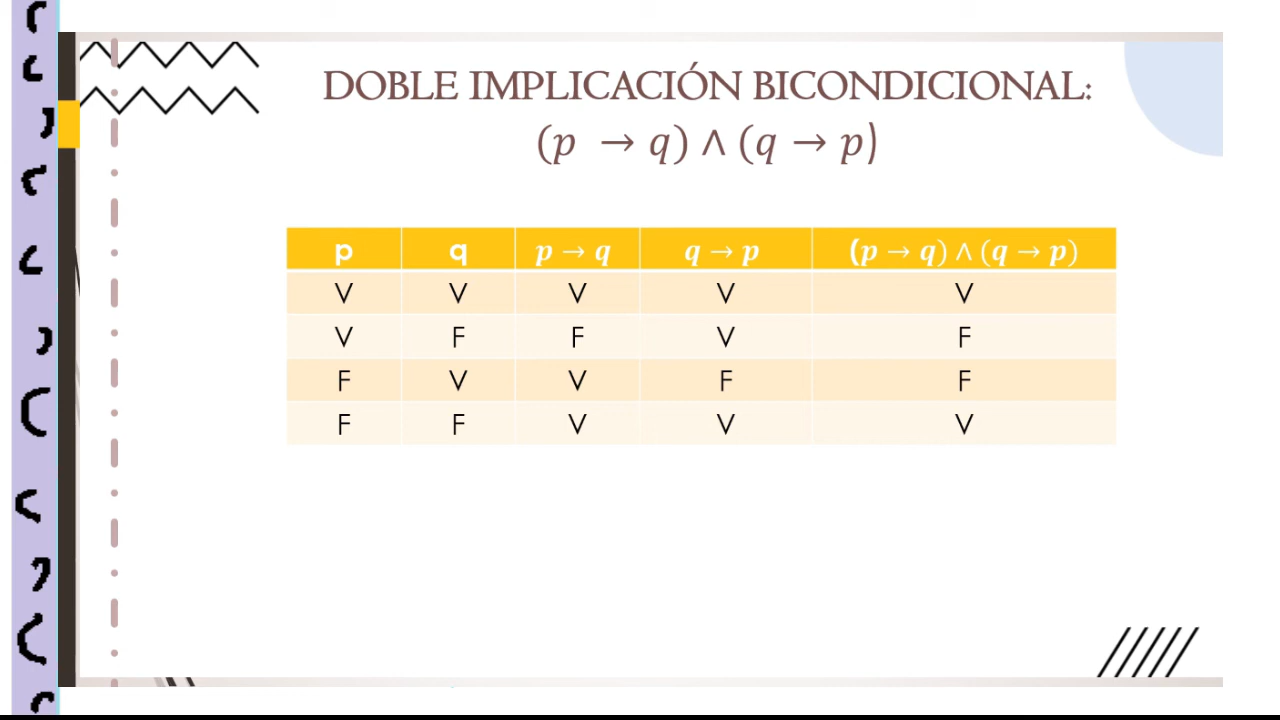 DOBLE IMPLICACIÓN BICONDICIONAL:
(p → q) ∧ (q → p)
p q p → q q → p (p → q) ∧ (q → p)
V V V V V
V F F V F
F V V F F
F F V V V